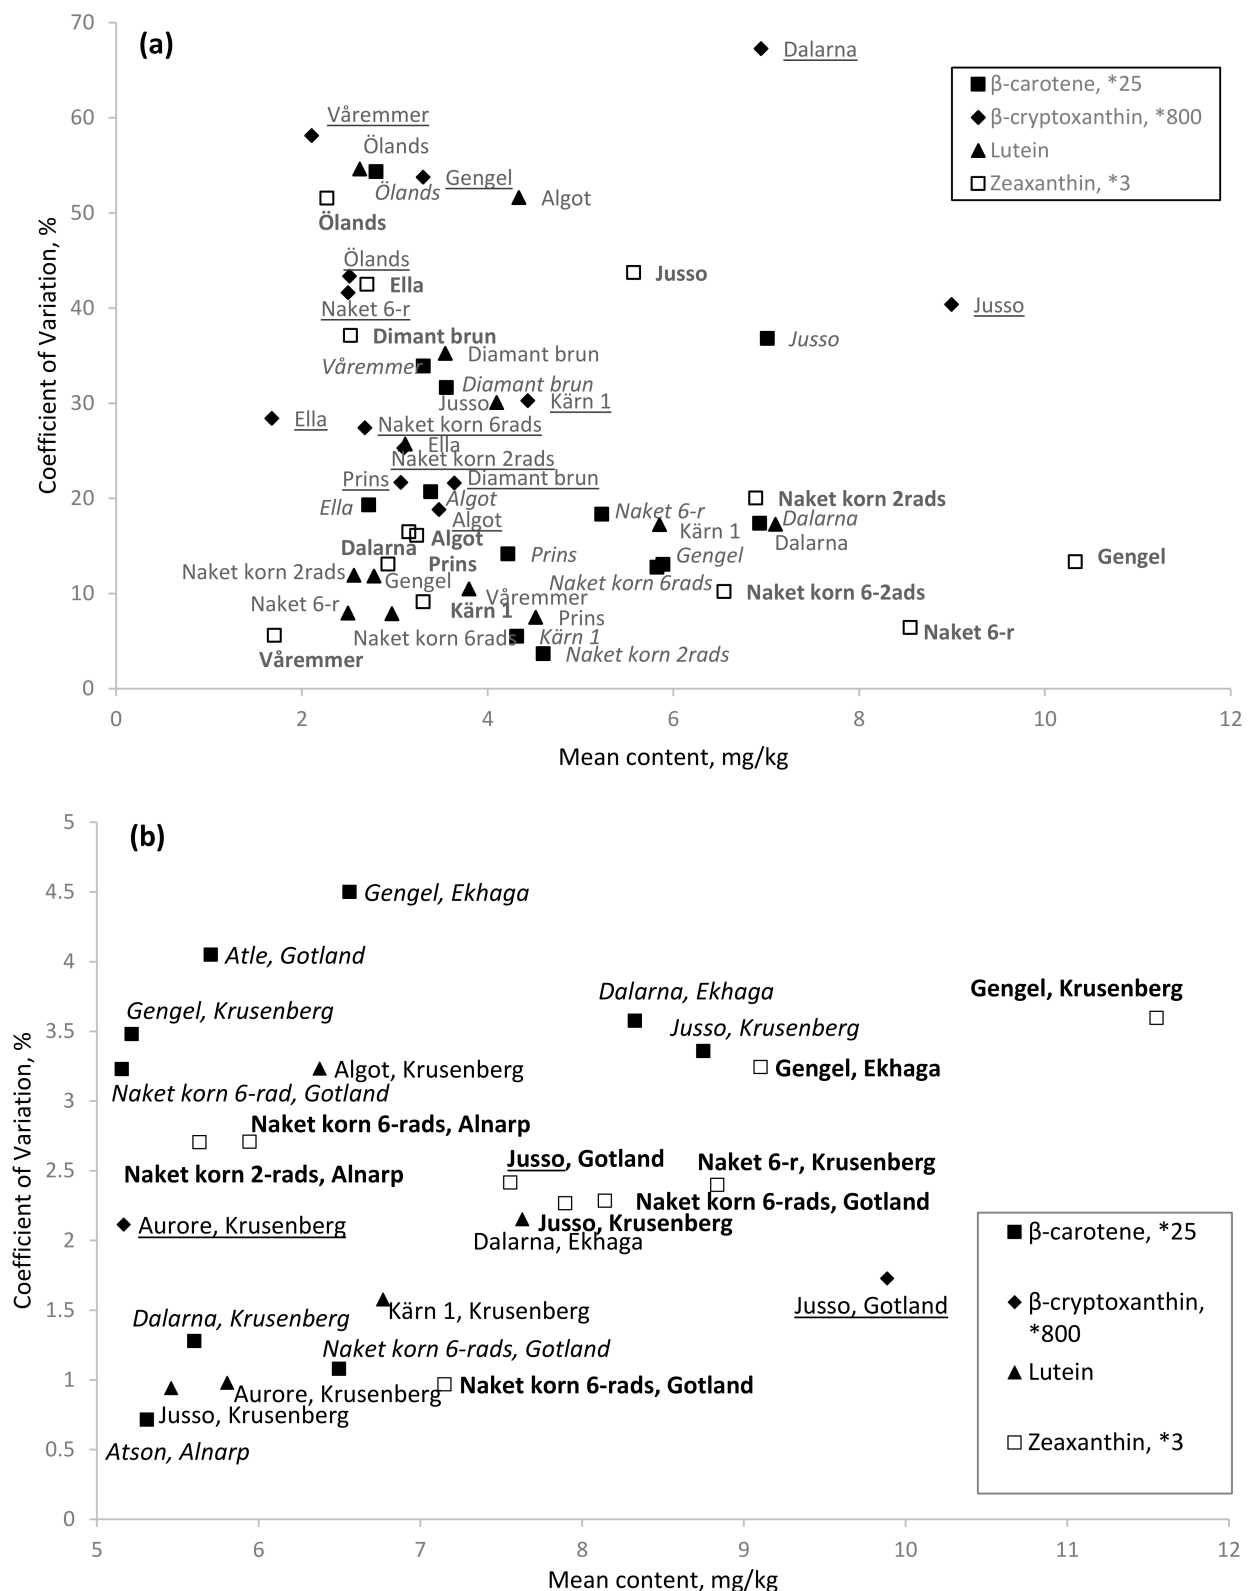 70
(a)
Dalarna
β-carotene, *25
β-cryptoxanthin, *800
Lutein
Zeaxanthin, *3
60
Våremmer
Ölands
Gengel
Ölands
Algot
50
Ölands
Ölands
Ella
Jusso
Naket 6-r
40
Jusso
Dimant brun
Jusso
Diamant brun
Våremmer
Diamant brun
Jusso
Kärn 1
30
Ella
Naket korn 6rads
Ella
Naket korn 2rads
Prins
Diamant brun
20
Algot
Naket korn 2rads
Ella
Naket 6-r
Dalarna
Algot
Kärn 1
Algot
Dalarna
Dalarna
Prins
Gengel
Gengel
Prins
Naket korn 2rads
Gengel
Naket korn 6rads
10
Våremmer
Naket korn 6-2ads
Naket 6-r
Kärn 1
Prins
Naket 6-r
Naket korn 6rads
Kärn 1
Våremmer
Naket korn 2rads
0
0 2 4 6 8 10 12
Mean content, mg/kg
Coefficient of Variation, %
5
(b)
4.5
Gengel, Ekhaga
4
Atle, Gotland
Gengel, Krusenberg
Dalarna, Ekhaga
Gengel, Krusenberg
3.5
Jusso, Krusenberg
Algot, Krusenberg
Gengel, Ekhaga
Naket korn 6-rad, Gotland
3
Naket korn 6-rads, Alnarp
Jusso, Gotland
Naket 6-r, Krusenberg
Naket korn 2-rads, Alnarp
2.5
Naket korn 6-rads, Gotland
Aurore, Krusenberg
Jusso, Krusenberg
Dalarna, Ekhaga
2
β-carotene, *25
β-cryptoxanthin,
*800
Lutein
Zeaxanthin, *3
Jusso, Gotland
Dalarna, Krusenberg
Kärn 1, Krusenberg
1.5
Naket korn 6-rads, Gotland
Naket korn 6-rads, Gotland
1
Aurore, Krusenberg
Jusso, Krusenberg
Atson, Alnarp
0.5
0
5 6 7 8 9 10 11 12
Mean content, mg/kg
Coefficient of Variation, %